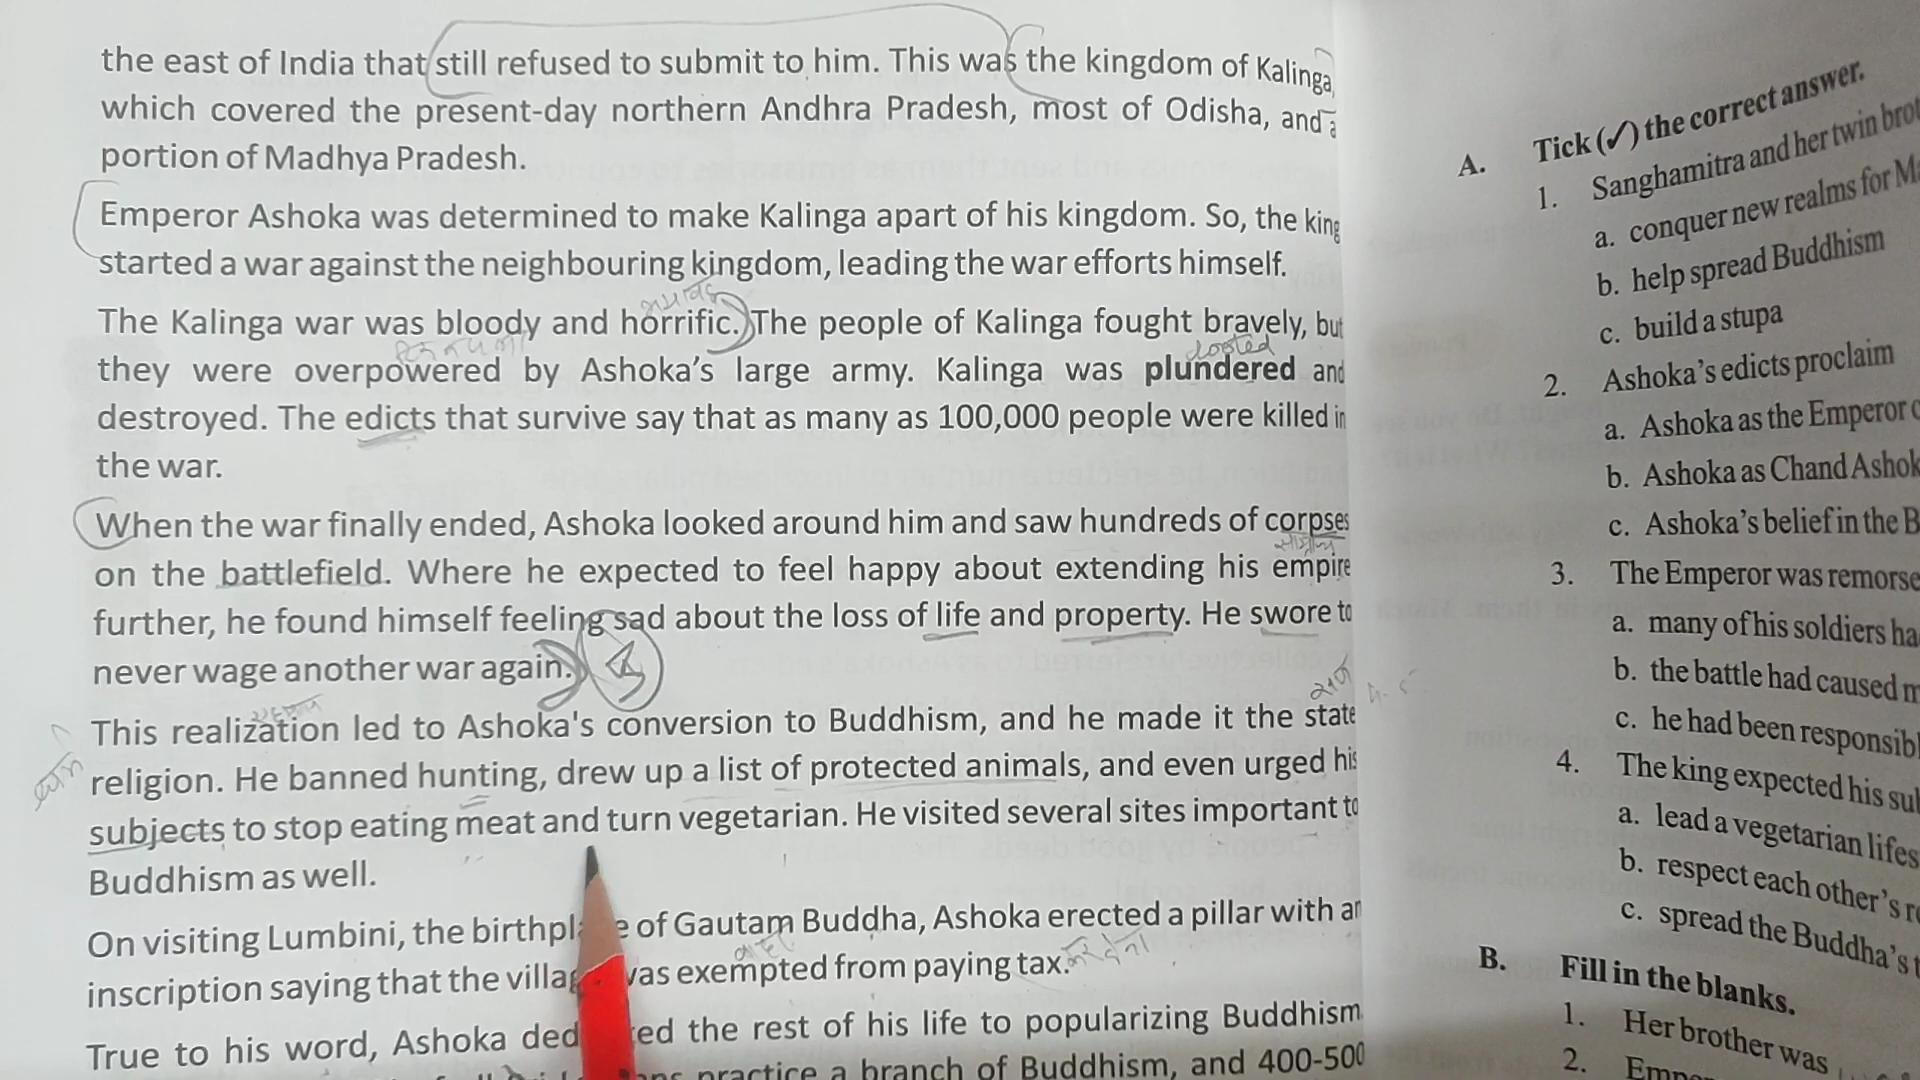 the east of India that still refused to submit to him. This was the kingdom of Kalinga,
which covered the present-day northern Andhra Pradesh, most of Odisha, and a
portion of Madhya Pradesh.
Emperor Ashoka was determined to make Kalinga apart of his kingdom. So, the king
started a war against the neighbouring kingdom, leading the war efforts himself.
The Kalinga war was bloody and horrific. The people of Kalinga fought bravely, but
looted
they were overpowered by Ashoka's large army. Kalinga was plundered and
destroyed. The edicts that survive say that as many as 100,000 people were killed in
the war.
When the war finally ended, Ashoka looked around him and saw hundreds of corpses
on the battlefield. Where he expected to feel happy about extending his empire
further, he found himself feeling sad about the loss of life and property. He swore to
never wage another war again.
This realization led to Ashoka's conversion to Buddhism, and he made it the state
religion. He banned hunting, drew up a list of protected animals, and even urged his
subjects to stop eating meat and turn vegetarian. He visited several sites important to
Buddhism as well.
On visiting Lumbini, the of Gautam Buddha, Ashoka erected a pillar with an
inscription saying that the was exempted from paying tax.
True to his word, Ashoka the rest of his life to popularizing Buddhism
practice a branch of Buddhism, and 400-500
A. Tick (✓) the correct answer.
1. Sanghamitra and her twin
a. conquer new realms for
b. help spread Buddhism
c. build a stupa
2. Ashoka's edicts proclaim
a. Ashoka as the Emperor
b. Ashoka as Chand
c. Ashoka's belief in the
3. The Emperor was
a. many of his soldiers
b. the battle had caused
c. he had been
4. The king expected his
a. lead a vegetarian
b. respect each other's
c. spread the Buddha's
B. Fill in the blanks.
1. Her brother was
2.